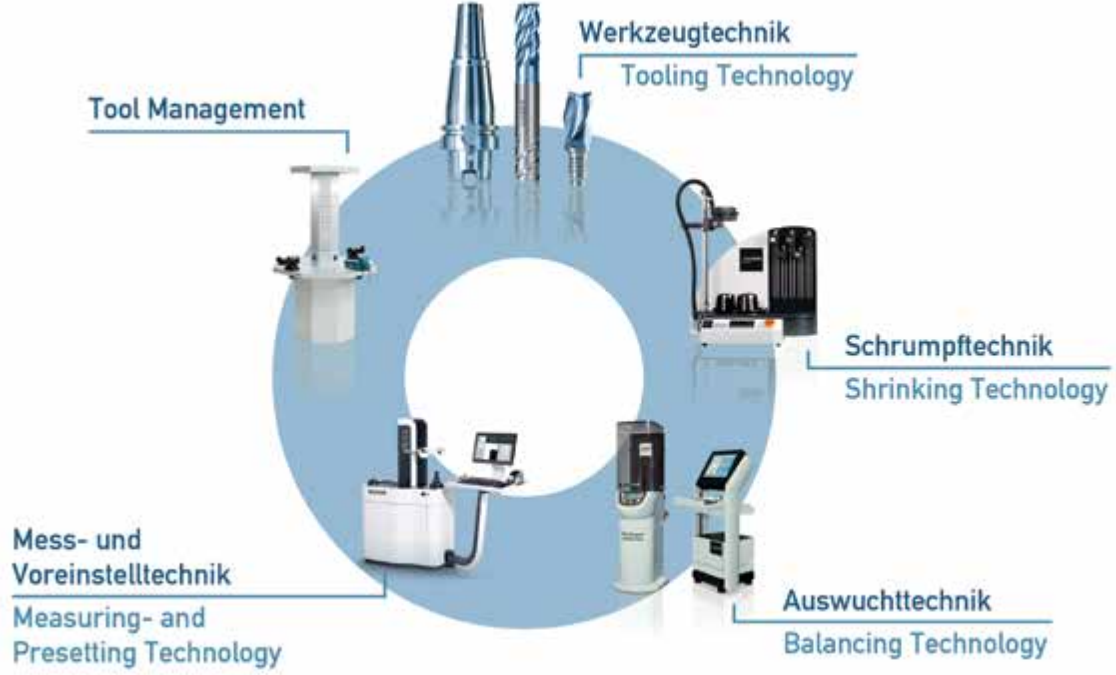 Werkzeugtechnik
Tooling Technology
Tool Management
Schrumpftechnik
Shrinking Technology
Mess- und
Voreinstelltechnik
Measuring- and
Presetting Technology
Auswuchttechnik
Balancing Technology